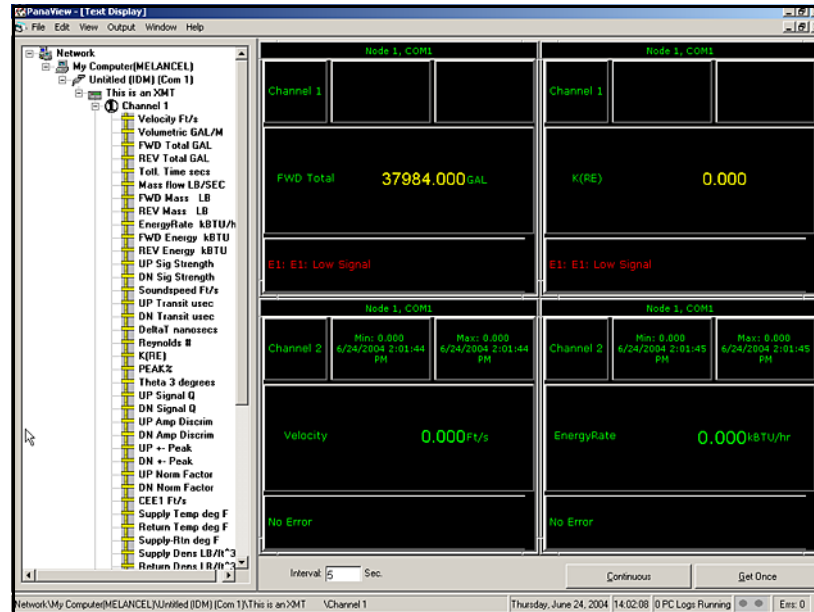 PanaView - [Text Display]
File Edit View Output Window Help
Network
My Computer(MELANCEL)
Untitled (IDM) (Com 1)
This is an XMT
1 Channel 1
Velocity Ft/s
Volumetric GAL/M
FWD Total GAL
REV Total GAL
Totl. Time secs
Mass flow LB/SEC
FWD Mass LB
REV Mass LB
EnergyRate kBTU/h
FWD Energy kBTU
REV Energy kBTU
UP Sig Strength
DN Sig Strength
Soundspeed Ft/s
UP Transit usec
DN Transit usec
DeltaT nanosecs
Reynolds #
K(RE)
PEAK%
Theta 3 degrees
UP Signal Q
DN Signal Q
UP Amp Discrim
DN Amp Discrim
UP +- Peak
DN +- Peak
UP Norm Factor
DN Norm Factor
CEE1 Ft/s
Supply Temp deg F
Return Temp deg F
Supply-Rtn deg F
Supply Dens LB/ft^3
Return Dens LB/ft^3
Node 1, COM1
Channel 1
FWD Total 37984.000 GAL
E1: E1: Low Signal
Node 1, COM1
Channel 1
K(RE) 0.000
E1: E1: Low Signal
Node 1, COM1
Channel 2
Min: 0.000
6/24/2004 2:01:44
PM
Max: 0.000
6/24/2004 2:01:44
PM
Velocity 0.000 Ft/s
No Error
Node 1, COM1
Channel 2
Min: 0.000
6/24/2004 2:01:45
PM
Max: 0.000
6/24/2004 2:01:45
PM
EnergyRate 0.000 kBTU/hr
No Error
Interval: 5 Sec.
Continuous
Get Once
Network\My Computer(MELANCEL)\Untitled (IDM) (Com 1)\This is an XMT \Channel 1
Thursday, June 24, 2004
14:02:08
0 PC Logs Running
Errs: 0